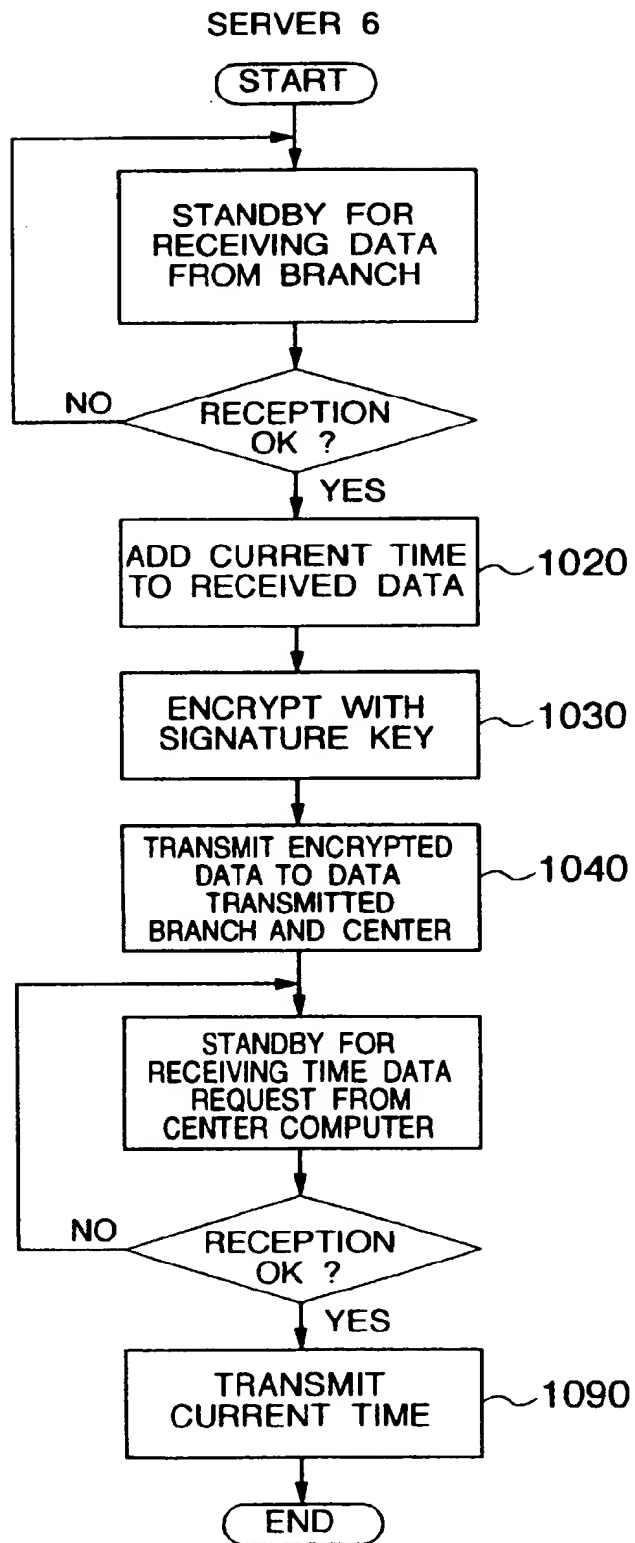 SERVER 6
START
STANDBY FOR
RECEIVING DATA
FROM BRANCH
NO
RECEPTION
OK ?
YES
ADD CURRENT TIME
TO RECEIVED DATA
1020
ENCRYPT WITH
SIGNATURE KEY
1030
TRANSMIT ENCRYPTED
DATA TO DATA
TRANSMITTED
BRANCH AND CENTER
1040
STANDBY FOR
RECEIVING TIME DATA
REQUEST FROM
CENTER COMPUTER
NO
RECEPTION
OK ?
YES
TRANSMIT
CURRENT TIME
1090
END